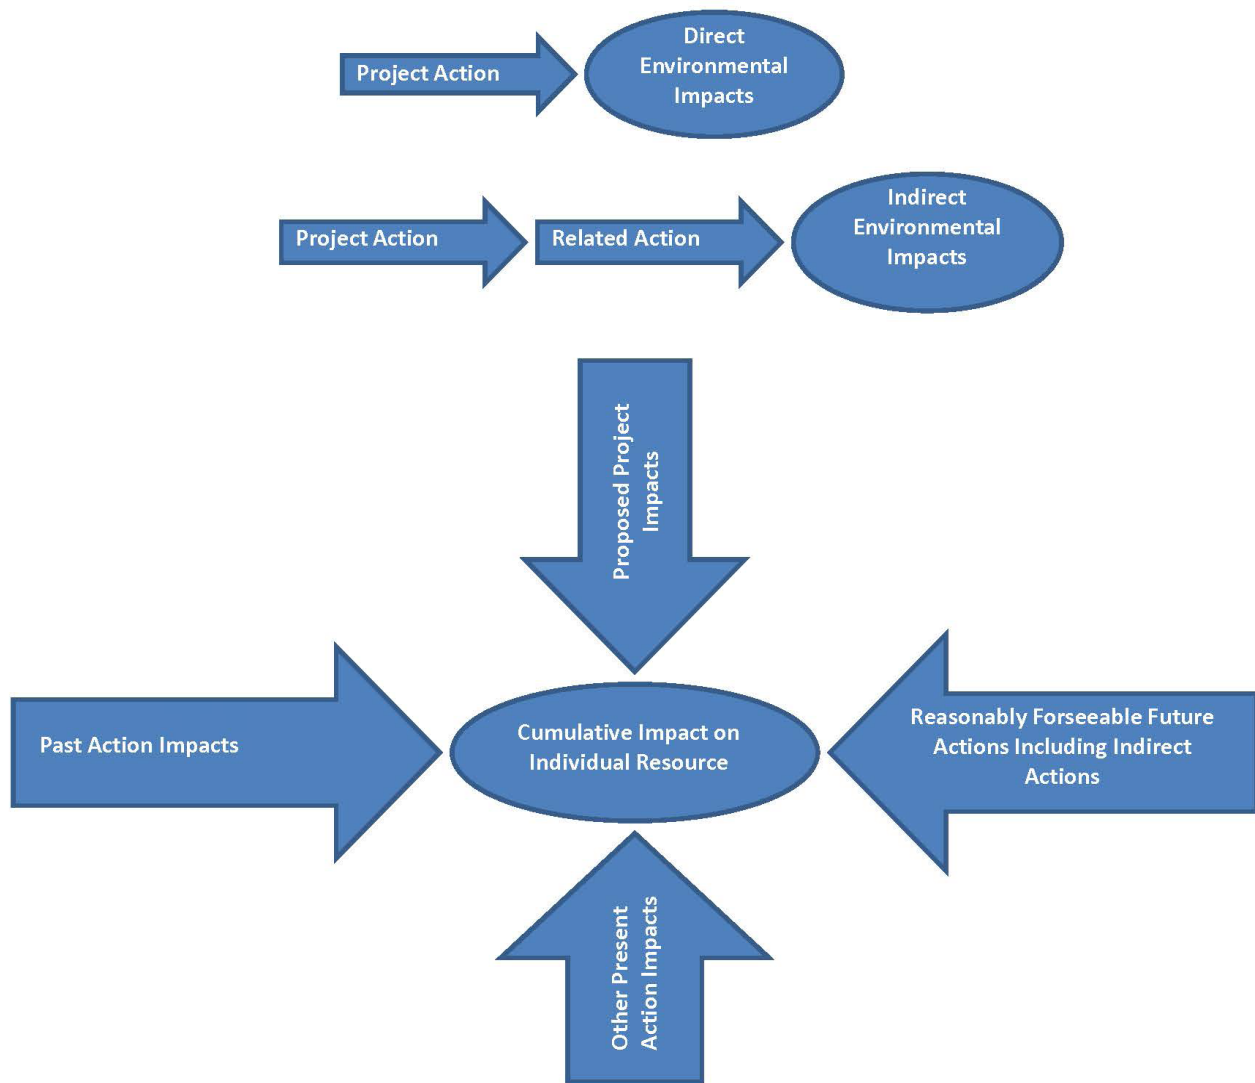 Project Action
Direct
Environmental
Impacts
Project Action
Related Action
Indirect
Environmental
Impacts
Proposed Project
Impacts
Past Action Impacts
Cumulative Impact on
Individual Resource
Reasonably Forseeable Future
Actions Including Indirect
Actions
Other Present
Action Impacts